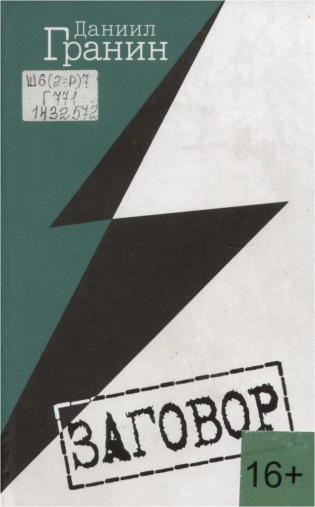 Даниил
Гранин
Ш6(2=Р)7
Г771
1432572
ЗАГОВОР
16+